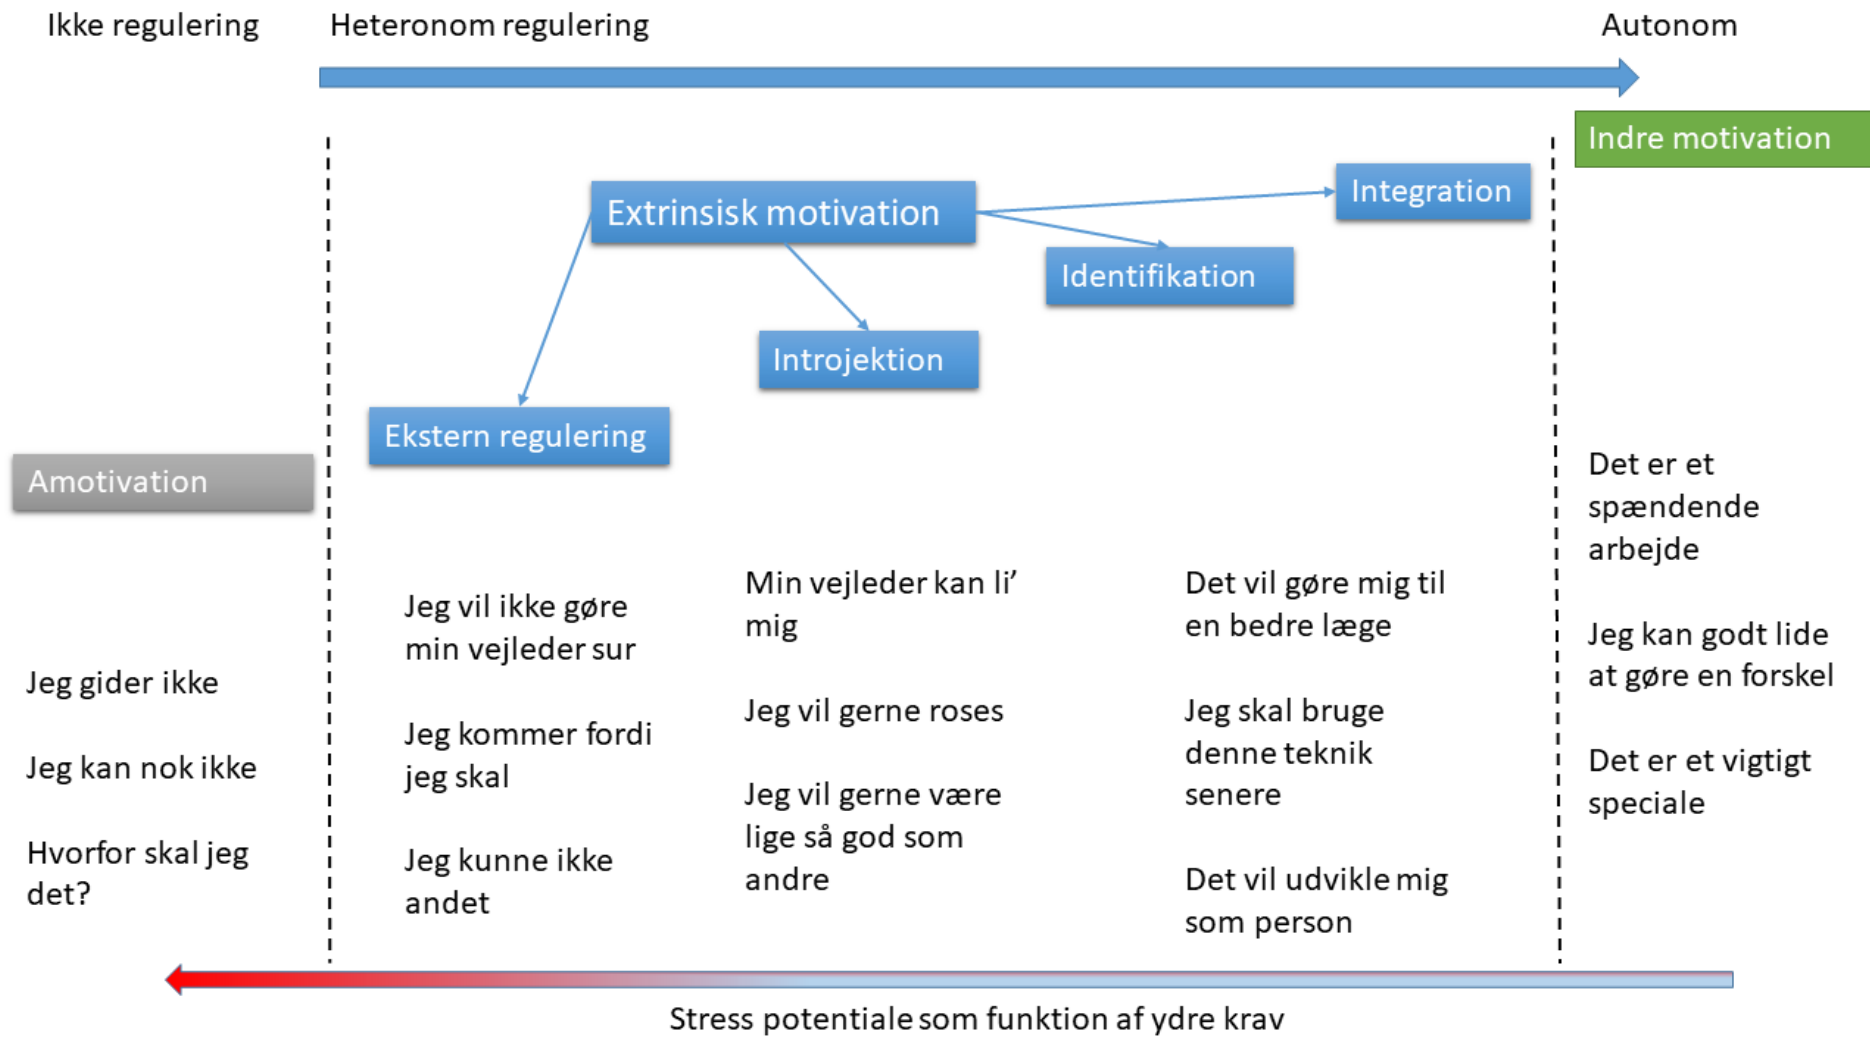 Ikke regulering
Heteronom regulering
Autonom
Indre motivation
Extrinsisk motivation
Integration
Identifikation
Introjektion
Ekstern regulering
Amotivation
Jeg gider ikke
Jeg kan nok ikke
Hvorfor skal jeg
det?
Jeg vil ikke gøre
min vejleder sur
Jeg kommer fordi
jeg skal
Jeg kunne ikke
andet
Min vejleder kan li’
mig
Jeg vil gerne roses
Jeg vil gerne være
lige så god som
andre
Det vil gøre mig til
en bedre læge
Jeg skal bruge
denne teknik
senere
Det vil udvikle mig
som person
Det er et
spændende
arbejde
Jeg kan godt lide
at gøre en forskel
Det er et vigtigt
speciale
Stress potentiale som funktion af ydre krav